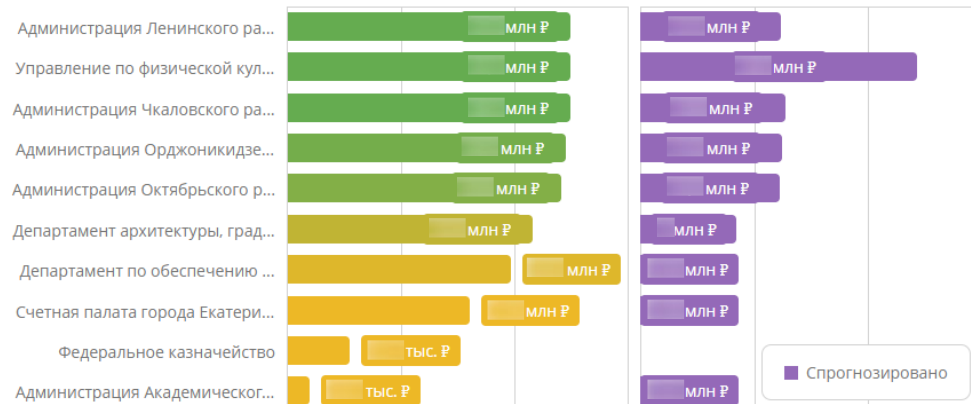 Администрация Ленинского ра... млн ₽ млн ₽
Управление по физической кул... млн ₽ млн ₽
Администрация Чкаловского ра... млн ₽ млн ₽
Администрация Орджоникидзе... млн ₽ млн ₽
Администрация Октябрьского р... млн ₽ млн ₽
Департамент архитектуры, град... млн ₽ млн ₽
Департамент по обеспечению ... млн ₽ млн ₽
Счетная палата города Екатери... млн ₽ млн ₽
Федеральное казначейство тыс. ₽
Спрогнозировано
Администрация Академическог... тыс. ₽ млн ₽